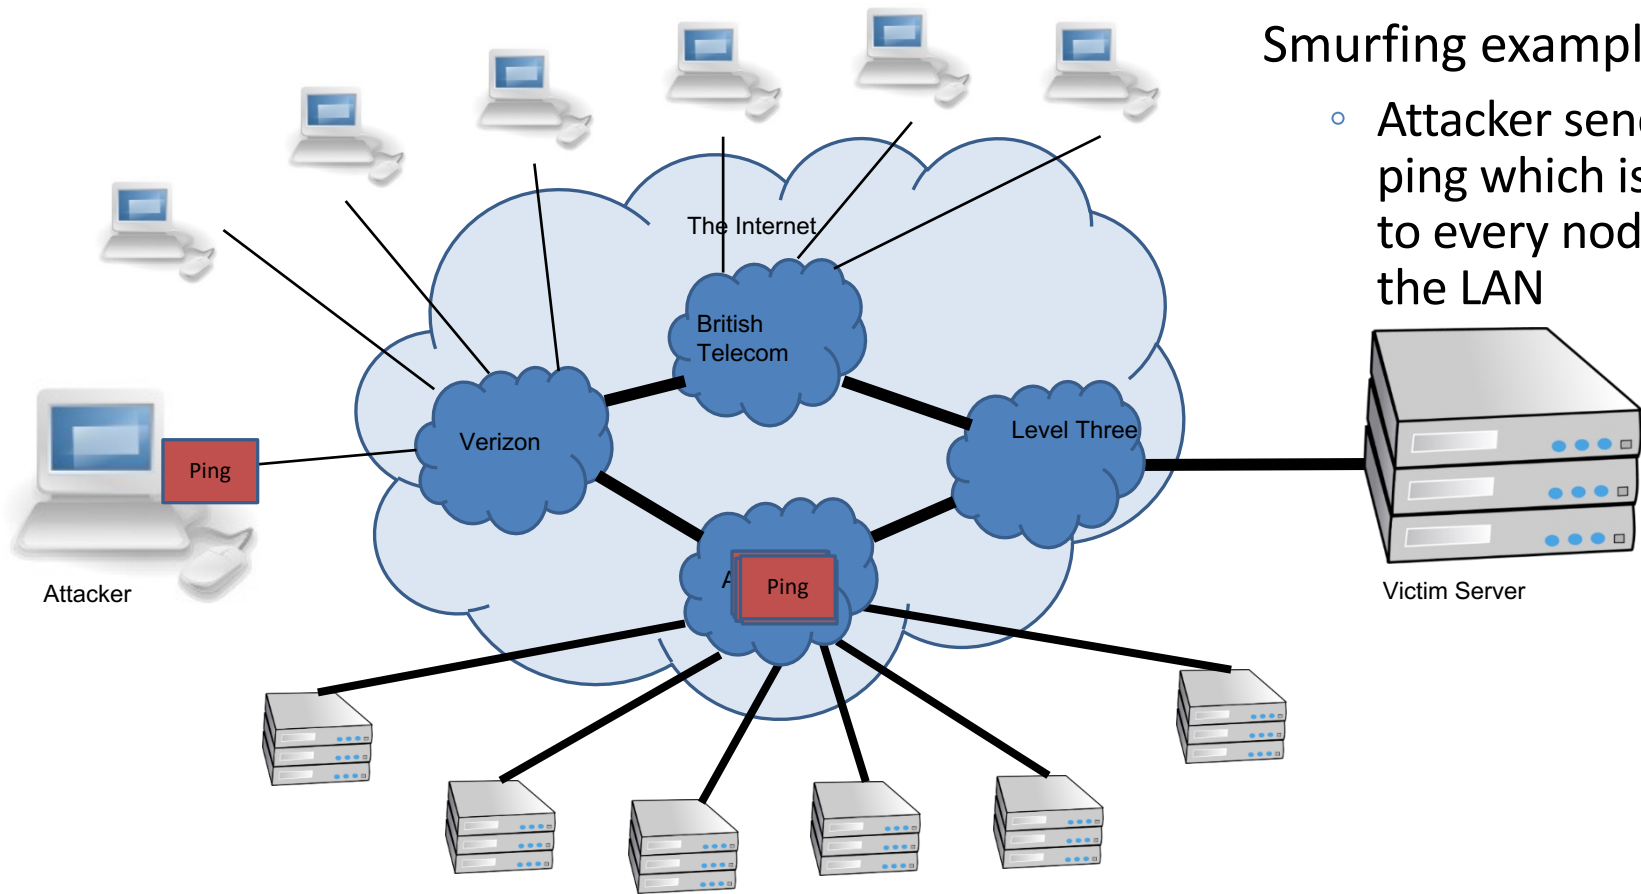 Smurfing exampl
Attacker sen
ping which is
to every nod
the LAN
The Internet
British
Telecom
Verizon
Level Three
Ping
Ping
Attacker
Victim Server